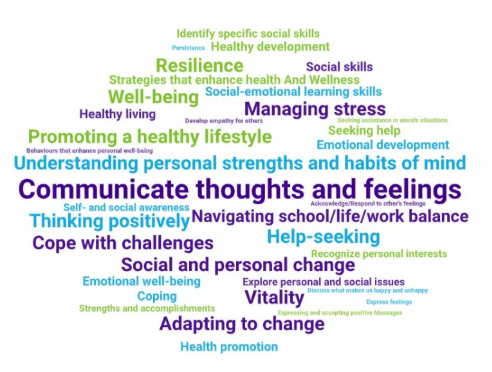 Identify specific social skills
Persistence Healthy development
Resilience Social skills
Strategies that enhance health And Wellness
Well-being Social-emotional learning skills
Healthy living Managing stress
Develop empathy for others Seeking assistance in unsafe situations
Promoting a healthy lifestyle Seeking help
Behaviours that enhance personal well-being Emotional development
Understanding personal strengths and habits of mind
Communicate thoughts and feelings
Self- and social awareness Acknowledge/Respond to other's feelings
Thinking positively Navigating school/life/work balance
Cope with challenges Help-seeking
Recognize personal interests
Social and personal change
Emotional well-being Explore personal and social issues
Coping Vitality Discuss what makes us happy and unhappy
Express feelings
Strengths and accomplishments Expressing and accepting positive Messages
Adapting to change
Health promotion